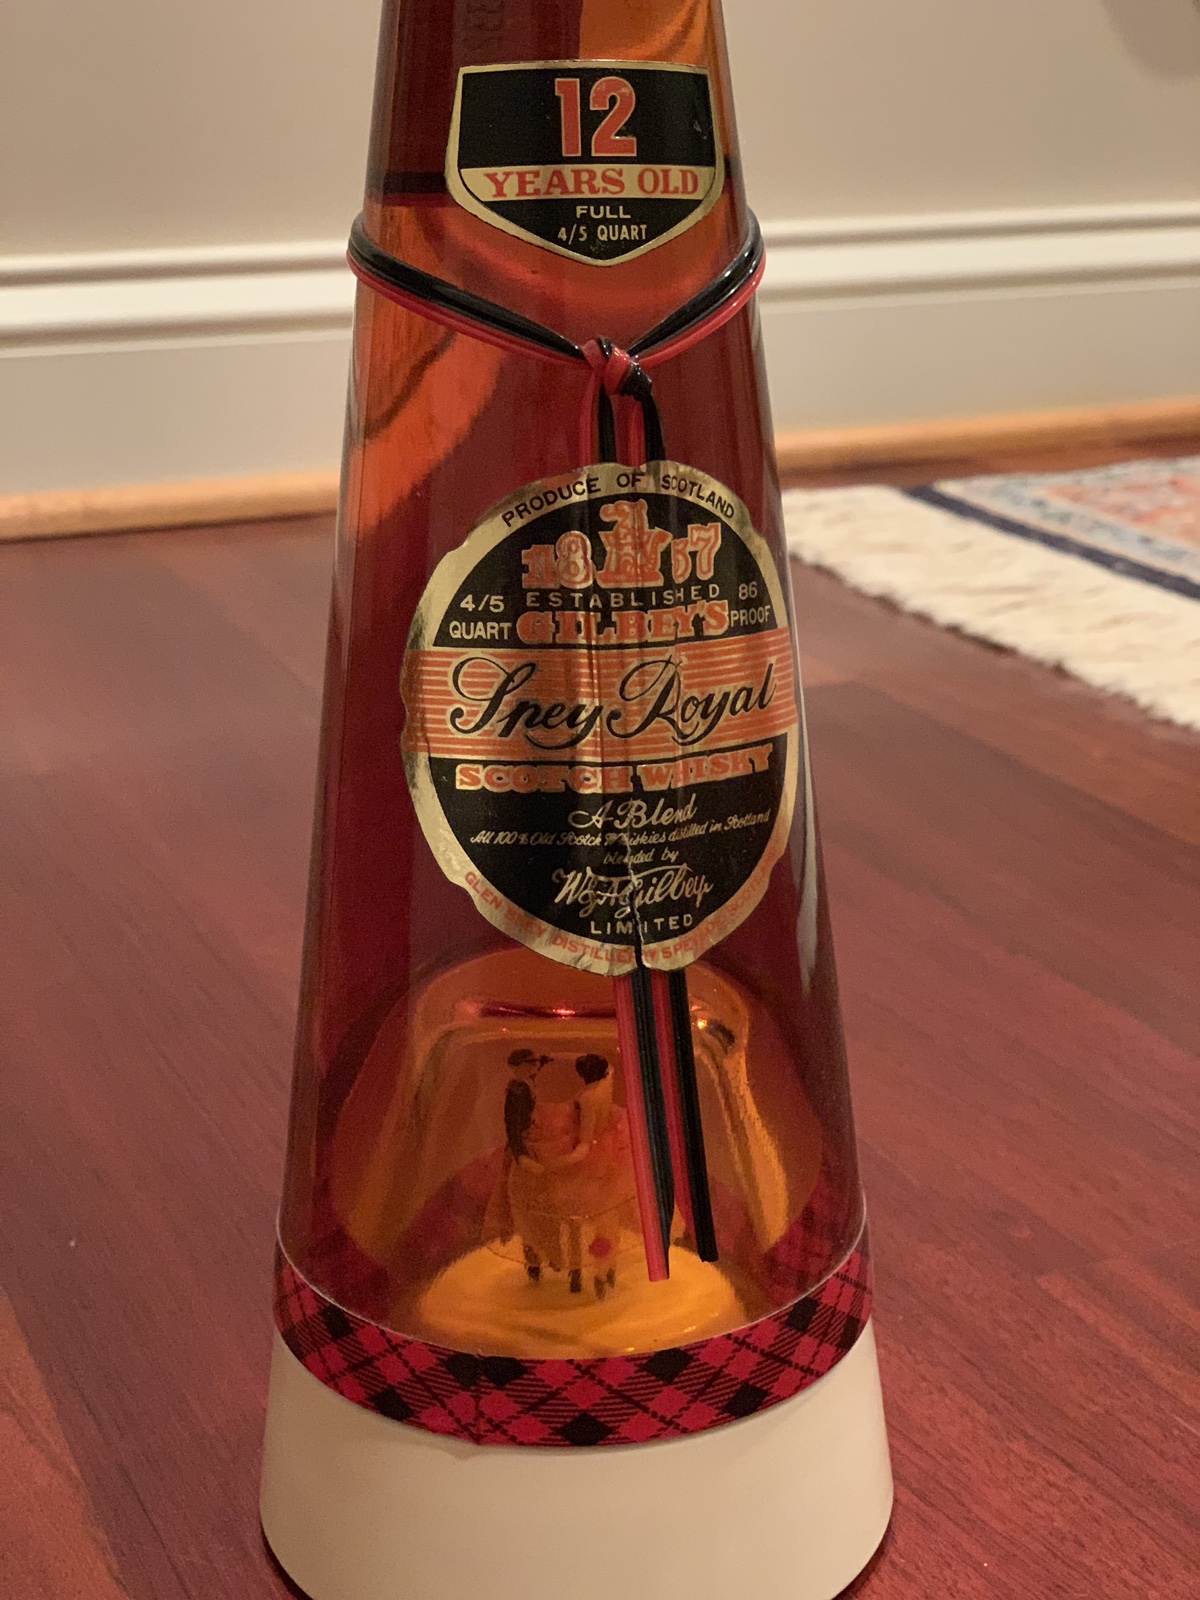 12
YEARS OLD
FULL
4/5 QUART
PRODUCE OF SCOTLAND
18 57
ESTABLISHED
4/5 QUART
86 PROOF
GILBEY'S
Spey Royal
SCOTCH WHISKY
A Blend
All 100% Old Scotch Whiskies distilled in Scotland
blended by
W&A Gilbey
LIMITED
GLEN SPEY DISTILLERY SPEYSIDE